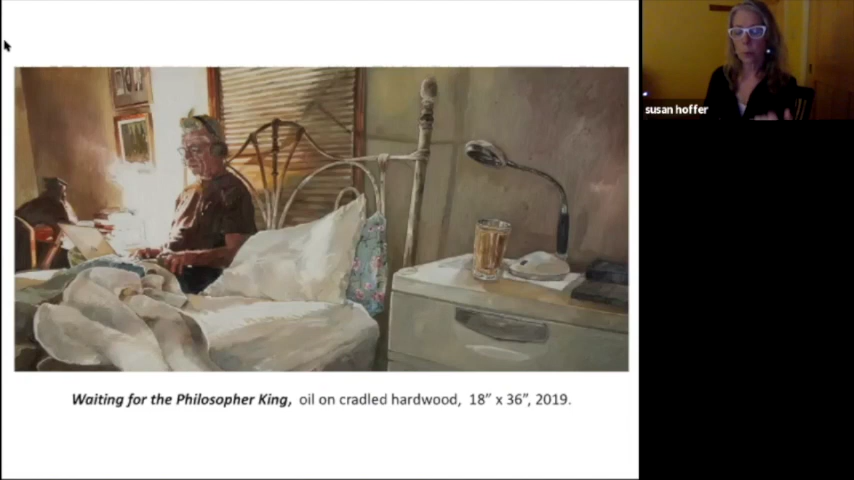 susan hoffer
Waiting for the Philosopher King, oil on cradled hardwood, 18” x 36”, 2019.